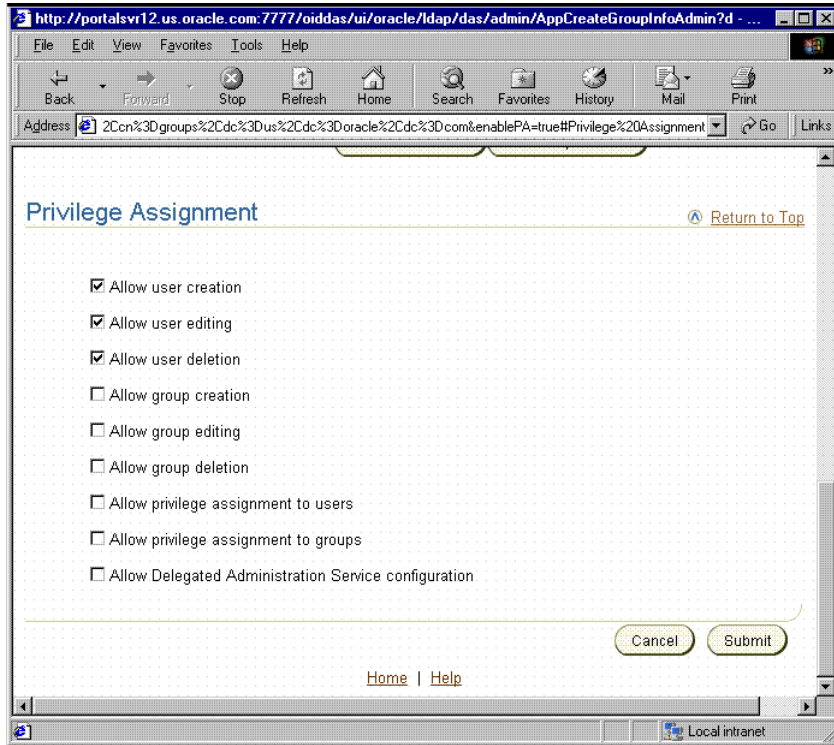 http://portalsvr12.us.oracle.com:7777/oiddas/ui/oracle/ldap/das/admin/AppCreateGroupInfoAdmin?d - ...
File Edit View Favorites Tools Help
Back Forward Stop Refresh Home Search Favorites History Mail Print »
Address 2Ccn%3Dgroups%2Cdc%3Dus%2Cdc%3Doracle%2Cdc%3Dcom&enablePA=true#Privilege%20Assignment Go Links
Privilege Assignment Return to Top
Allow user creation
Allow user editing
Allow user deletion
Allow group creation
Allow group editing
Allow group deletion
Allow privilege assignment to users
Allow privilege assignment to groups
Allow Delegated Administration Service configuration
Cancel Submit
Home | Help
Local intranet